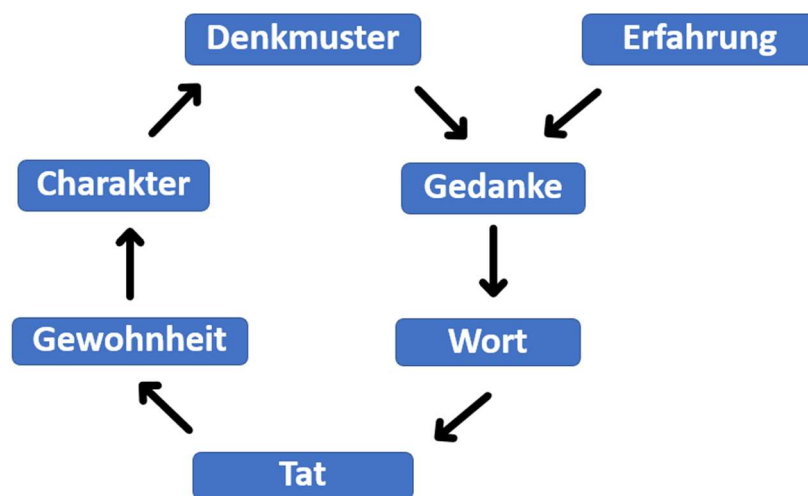 Denkmuster
Erfahrung
Charakter
Gedanke
Gewohnheit
Wort
Tat